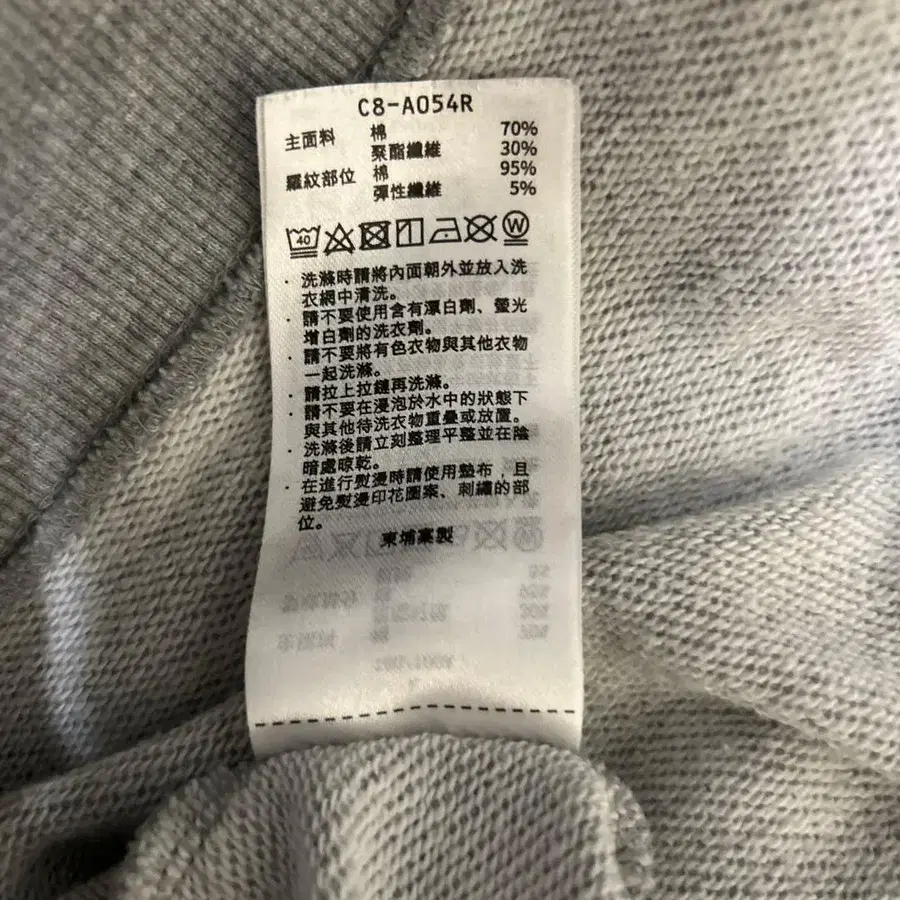 C8-A054R
主面料 棉 70%
聚酯纖維 30%
羅紋部位 棉 95%
彈性纖維 5%
40 W
・洗滌時請將內面朝外並放入洗
衣網中清洗。
・請不要使用含有漂白劑、螢光
增白劑的洗衣劑。
・請不要將有色衣物與其他衣物
一起洗滌。
・請拉上拉鏈再洗滌。
・請不要在浸泡於水中的狀態下
與其他待洗衣物重疊或放置。
・洗滌後請立刻整理平整並在陰
暗處晾乾。
・在進行熨燙時請使用墊布，且
避免熨燙印花圖案、刺繡的部
位。
柬埔寨製